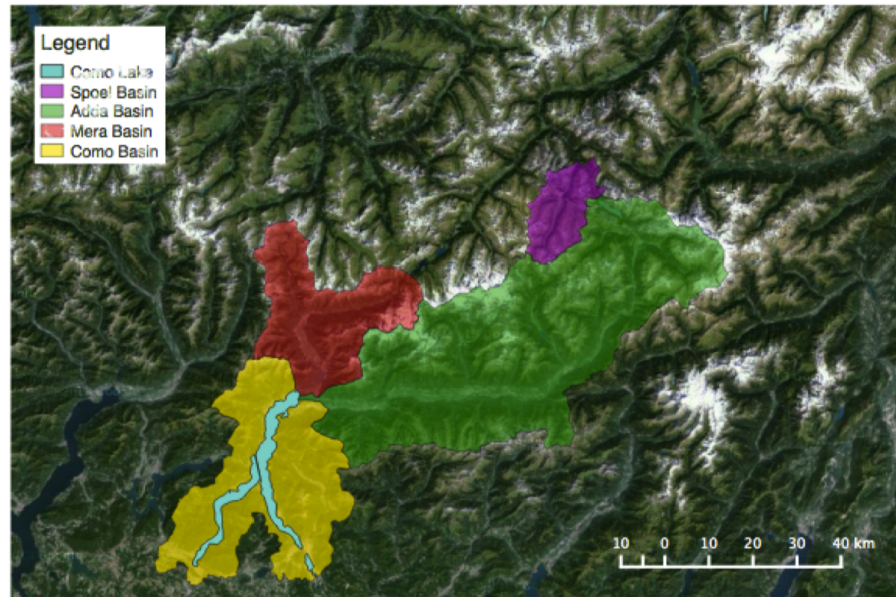 Legend
Como Lake
Spoel Basin
Adda Basin
Mera Basin
Como Basin
10 0 10 20 30 40 km